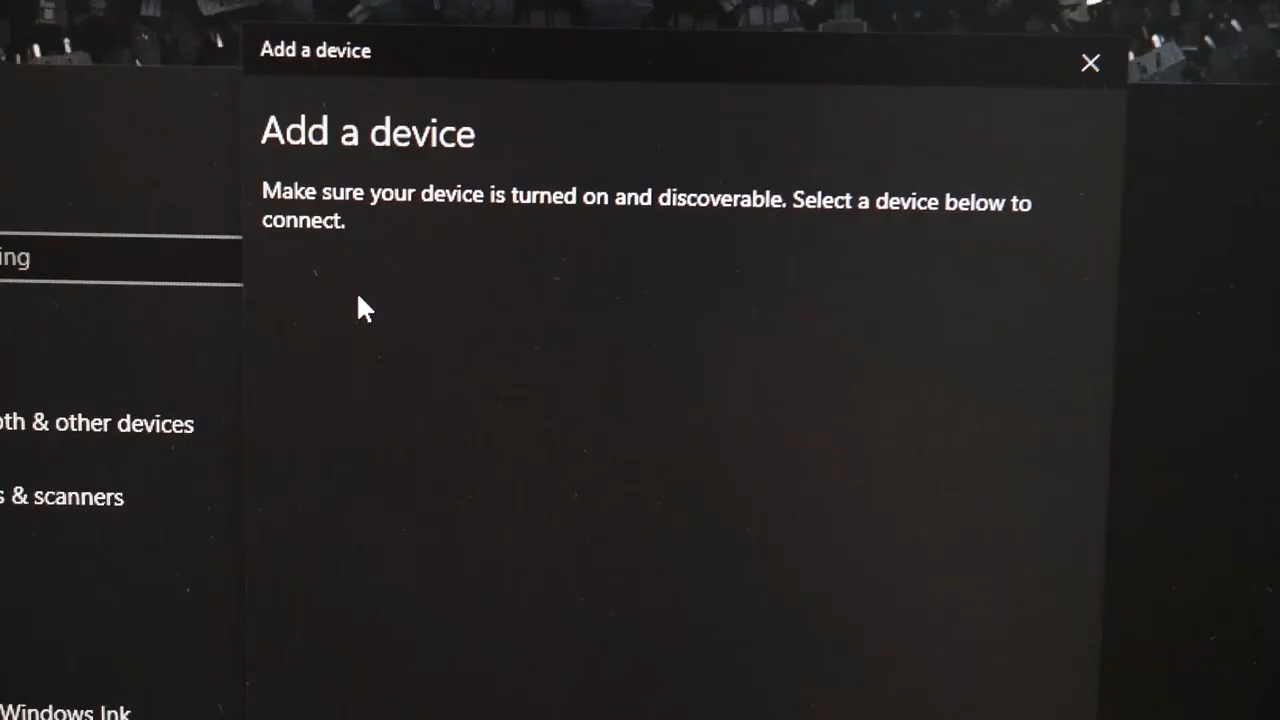 Add a device
Add a device
Make sure your device is turned on and discoverable. Select a device below to
connect.
ing
oth & other devices
s & scanners
Windows Ink